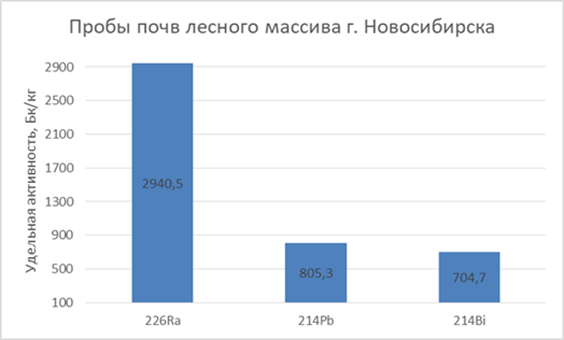 Пробы почв лесного массива г. Новосибирска
Удельная активность, Бк/кг
2900
2500
2100
1700
1300
900
500
100
2940,5
805,3
704,7
226Ra
214Pb
214Bi